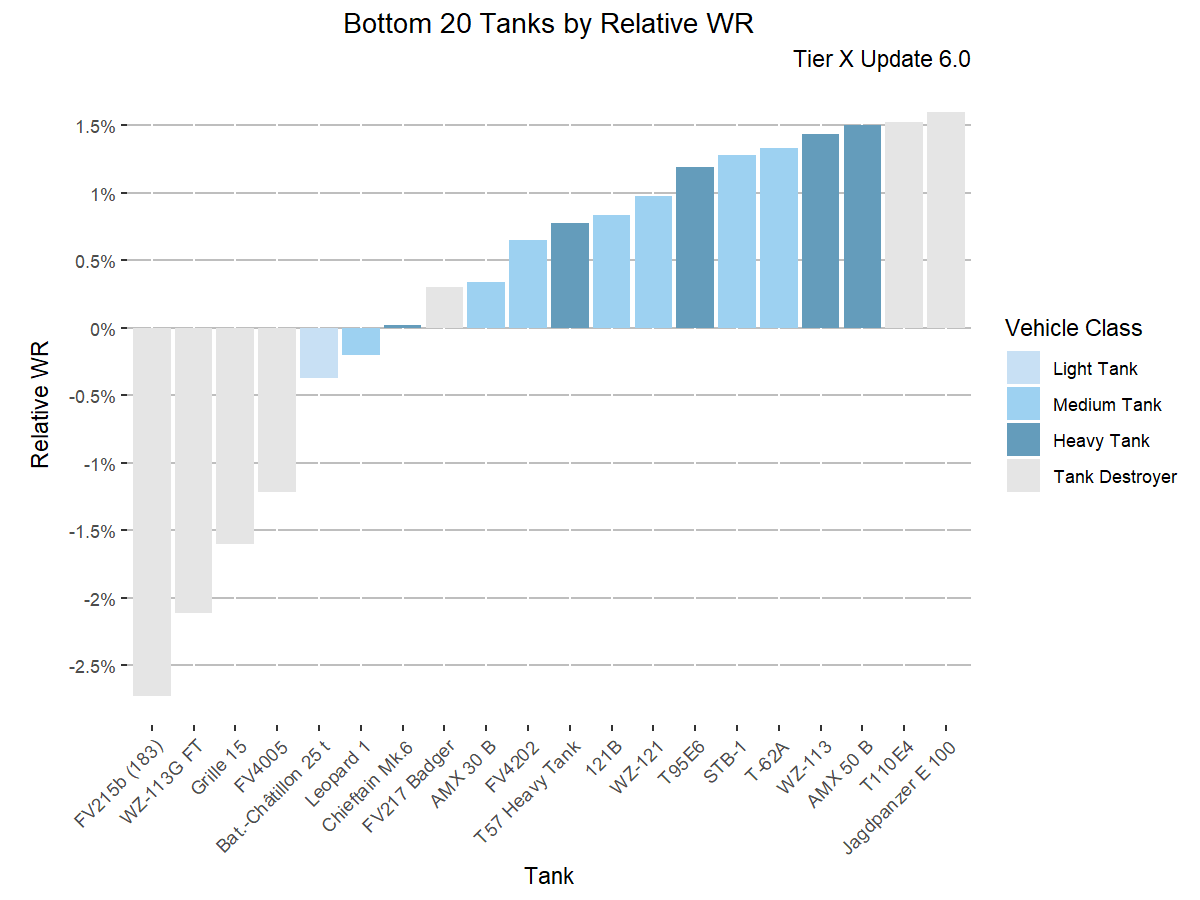 Bottom 20 Tanks by Relative WR
Tier X Update 6.0
1.5%
1%
0.5%
0%
-0.5%
-1%
-1.5%
-2%
-2.5%
Relative WR
FV215b (183)
WZ-113G FT
Grille 15
FV4005
Bat.-Châtillon 25 t
Leopard 1
Chieftain Mk.6
FV217 Badger
AMX 30 B
FV4202
T57 Heavy Tank
121B
WZ-121
T95E6
STB-1
T-62A
WZ-113
AMX 50 B
T110E4
Jagdpanzer E 100
Tank
Vehicle Class
Light Tank
Medium Tank
Heavy Tank
Tank Destroyer